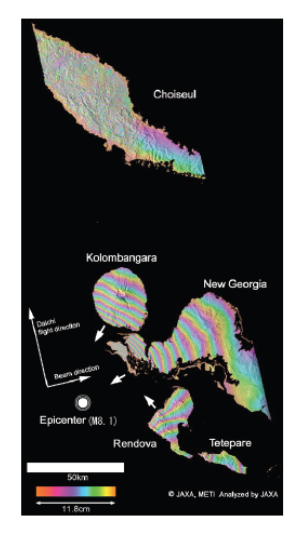 Choiseul
Kolombangara
New Georgia
Daichi
flight direction
Beam direction
Epicenter (M8.1)
Rendova
Tetepare
50km
11.8cm
© JAXA, METI Analyzed by JAXA